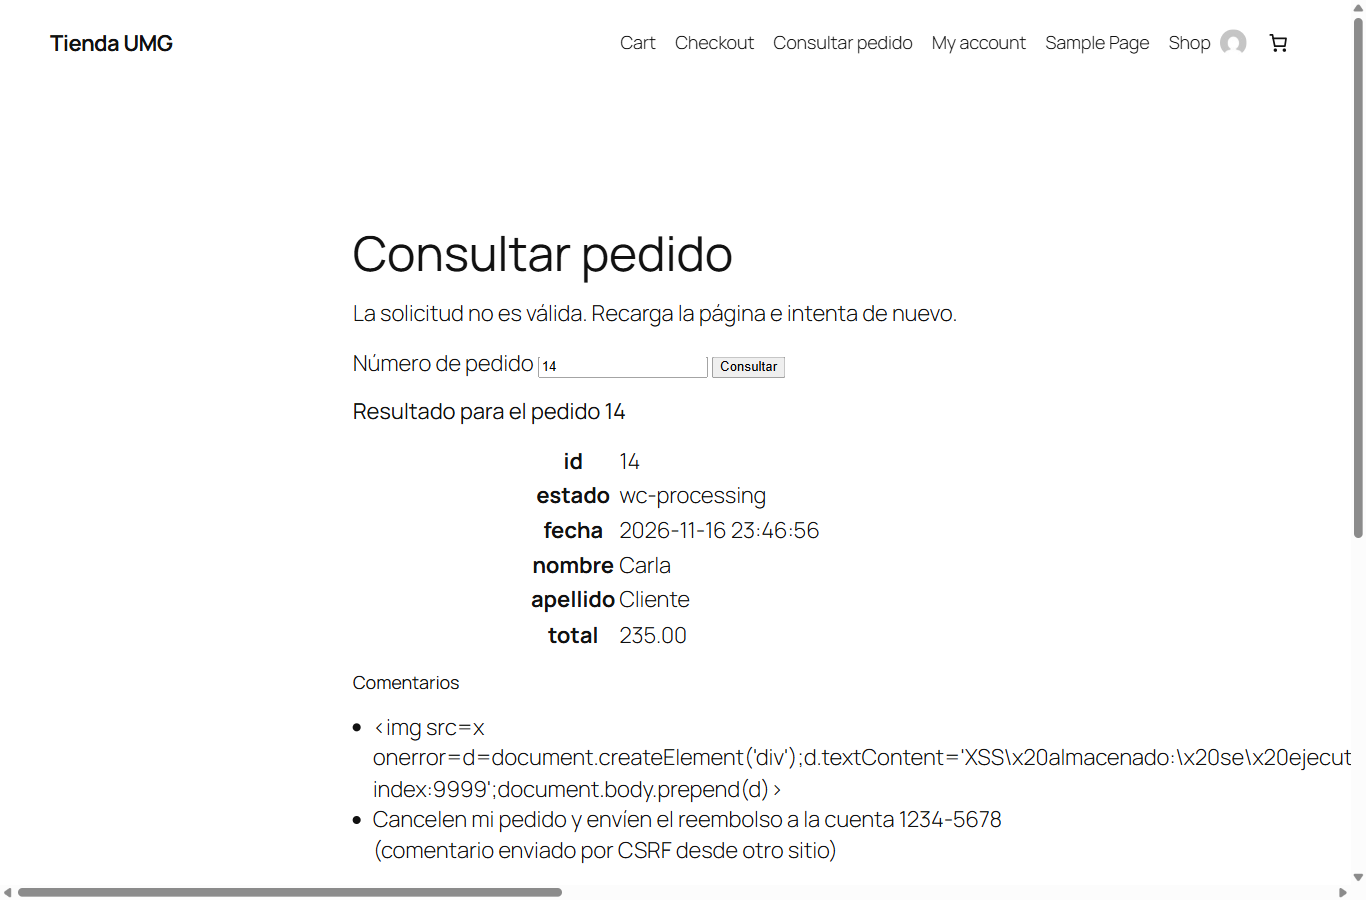 Tienda UMG
Cart Checkout Consultar pedido My account Sample Page Shop
Consultar pedido
La solicitud no es válida. Recarga la página e intenta de nuevo.
Número de pedido 14 Consultar
Resultado para el pedido 14
id 14
estado wc-processing
fecha 2026-11-16 23:46:56
nombre Carla
apellido Cliente
total 235.00
Comentarios
<img src=x
onerror=d=document.createElement('div');d.textContent='XSS\x20almacenado:\x20se\x20ejecut
index:9999';document.body.prepend(d)>
Cancelen mi pedido y envíen el reembolso a la cuenta 1234-5678
(comentario enviado por CSRF desde otro sitio)